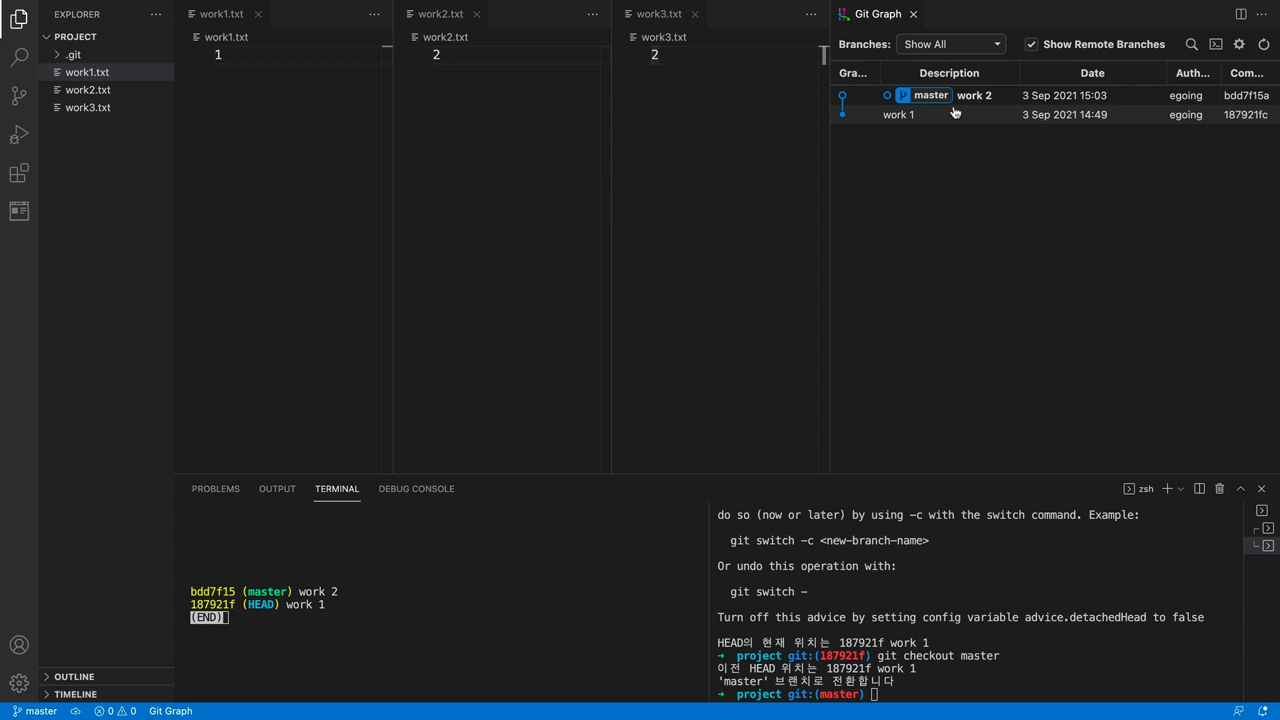 EXPLORER
PROJECT
.git
work1.txt
work2.txt
work3.txt
OUTLINE
TIMELINE
work1.txt
work1.txt
1
work2.txt
work2.txt
2
work3.txt
work3.txt
2
Git Graph
Branches: Show All Show Remote Branches
Gra... Description Date Auth... Com...
master work 2 3 Sep 2021 15:03 egoing bdd7f15a
work 1 3 Sep 2021 14:49 egoing 187921fc
PROBLEMS OUTPUT TERMINAL DEBUG CONSOLE
zsh
bdd7f15 (master) work 2
187921f (HEAD) work 1
(END)
do so (now or later) by using -c with the switch command. Example:
git switch -c <new-branch-name>
Or undo this operation with:
git switch -
Turn off this advice by setting config variable advice.detachedHead to false
HEAD의 현재 위치는 187921f work 1
➜ project git:(187921f) git checkout master
이전 HEAD 위치는 187921f work 1
'master' 브랜치로 전환합니다
➜ project git:(master)
master 0 0 Git Graph